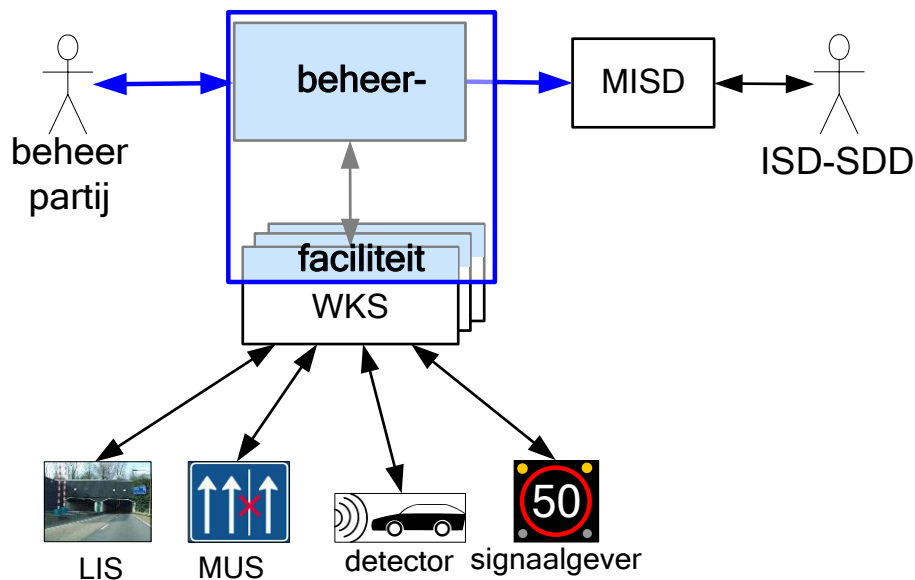 beheer-
MISD
beheer
partij
ISD-SDD
faciliteit
WKS
50
LIS
MUS
detector
signaalgever